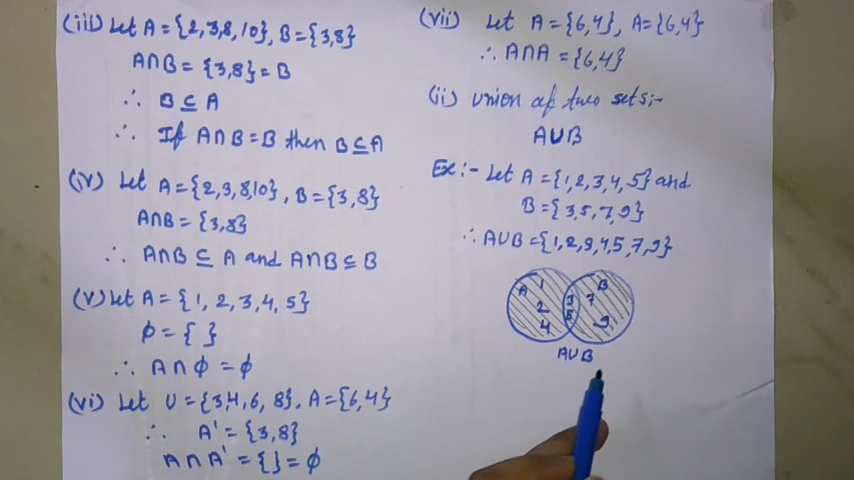 (iii) Let A = {2,3,8,10}, B = {3,8}
A∩B = {3,8} = B
∴ B ⊆ A
∴ If A∩B = B then B ⊆ A
(iv) Let A = {2,3,8,10}, B = {3,8}
A∩B = {3,8}
∴ A∩B ⊆ A and A∩B ⊆ B
(v) Let A = {1, 2, 3, 4, 5}
ϕ = { }
∴ A ∩ ϕ = ϕ
(vi) Let U = {3,4,6,8}, A = {6,4}
∴ A' = {3,8}
A ∩ A' = { } = ϕ
(vii) Let A = {6,4}, A = {6,4}
∴ A∩A = {6,4}
(ii) Union of two sets:-
A∪B
Ex:- Let A = {1,2,3,4,5} and
B = {3,5,7,9}
∴ A∪B = {1,2,3,4,5,7,9}
A 1 B
2 3 7
4 5 9
A∪B